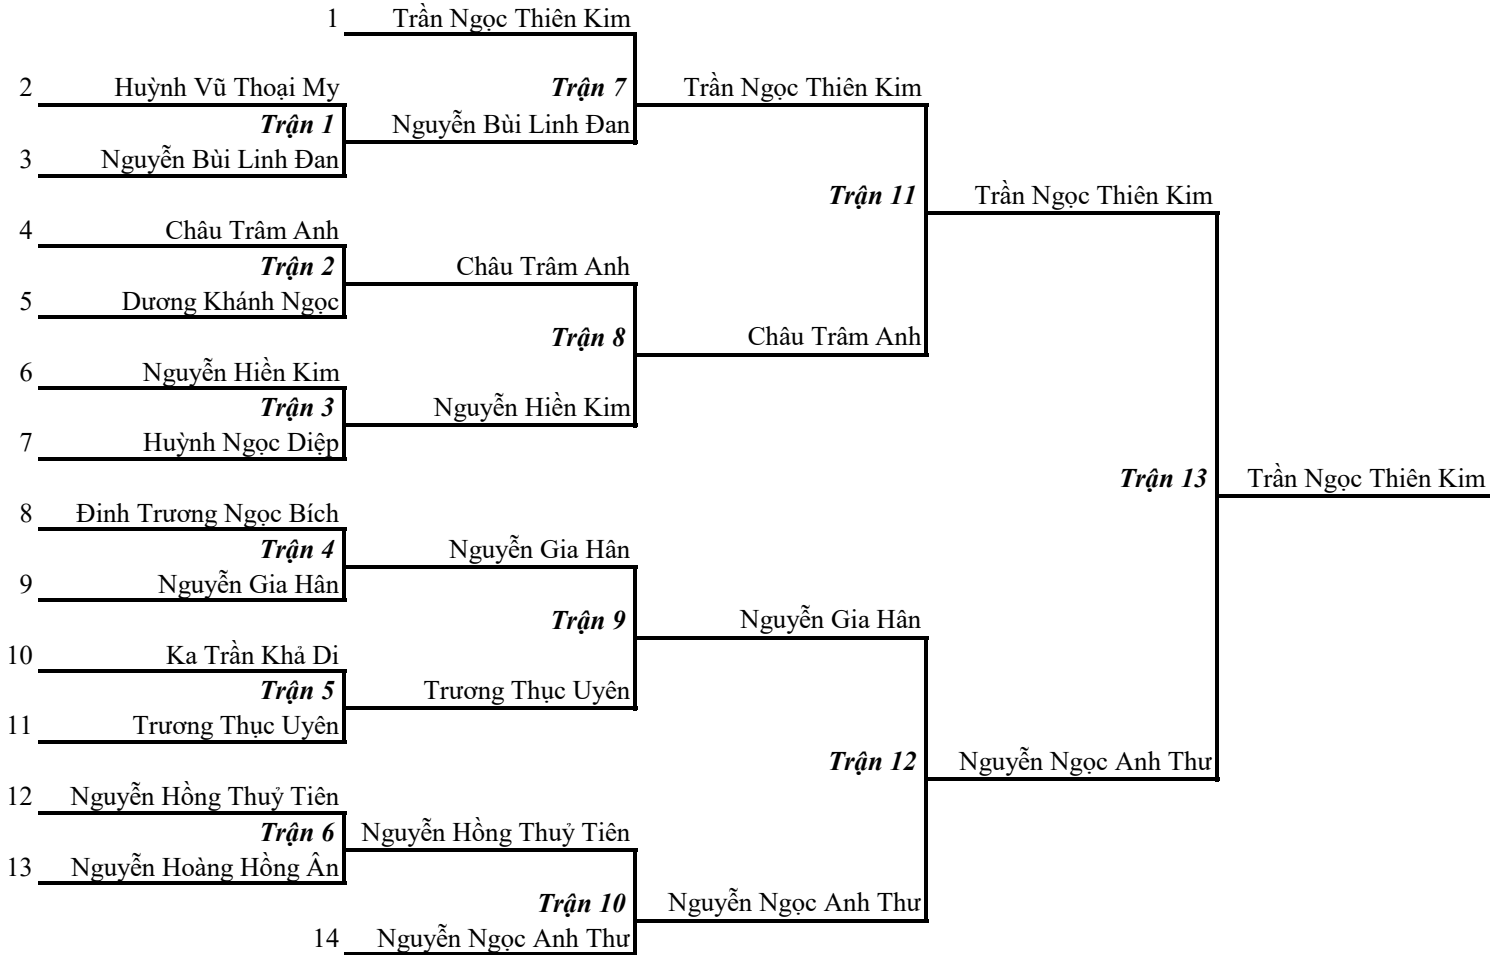 1 Trần Ngọc Thiên Kim
2 Huỳnh Vũ Thoại My Trận 7 Trần Ngọc Thiên Kim
Trận 1 Nguyễn Bùi Linh Đan
3 Nguyễn Bùi Linh Đan
Trận 11 Trần Ngọc Thiên Kim
4 Châu Trâm Anh
Trận 2 Châu Trâm Anh
5 Dương Khánh Ngọc
Trận 8 Châu Trâm Anh
6 Nguyễn Hiền Kim
Trận 3 Nguyễn Hiền Kim
7 Huỳnh Ngọc Diệp
Trận 13 Trần Ngọc Thiên Kim
8 Đinh Trương Ngọc Bích
Trận 4 Nguyễn Gia Hân
9 Nguyễn Gia Hân
Trận 9 Nguyễn Gia Hân
10 Ka Trần Khả Di
Trận 5 Trương Thục Uyên
11 Trương Thục Uyên
Trận 12 Nguyễn Ngọc Anh Thư
12 Nguyễn Hồng Thuỷ Tiên
Trận 6 Nguyễn Hồng Thuỷ Tiên
13 Nguyễn Hoàng Hồng Ân
Trận 10 Nguyễn Ngọc Anh Thư
14 Nguyễn Ngọc Anh Thư